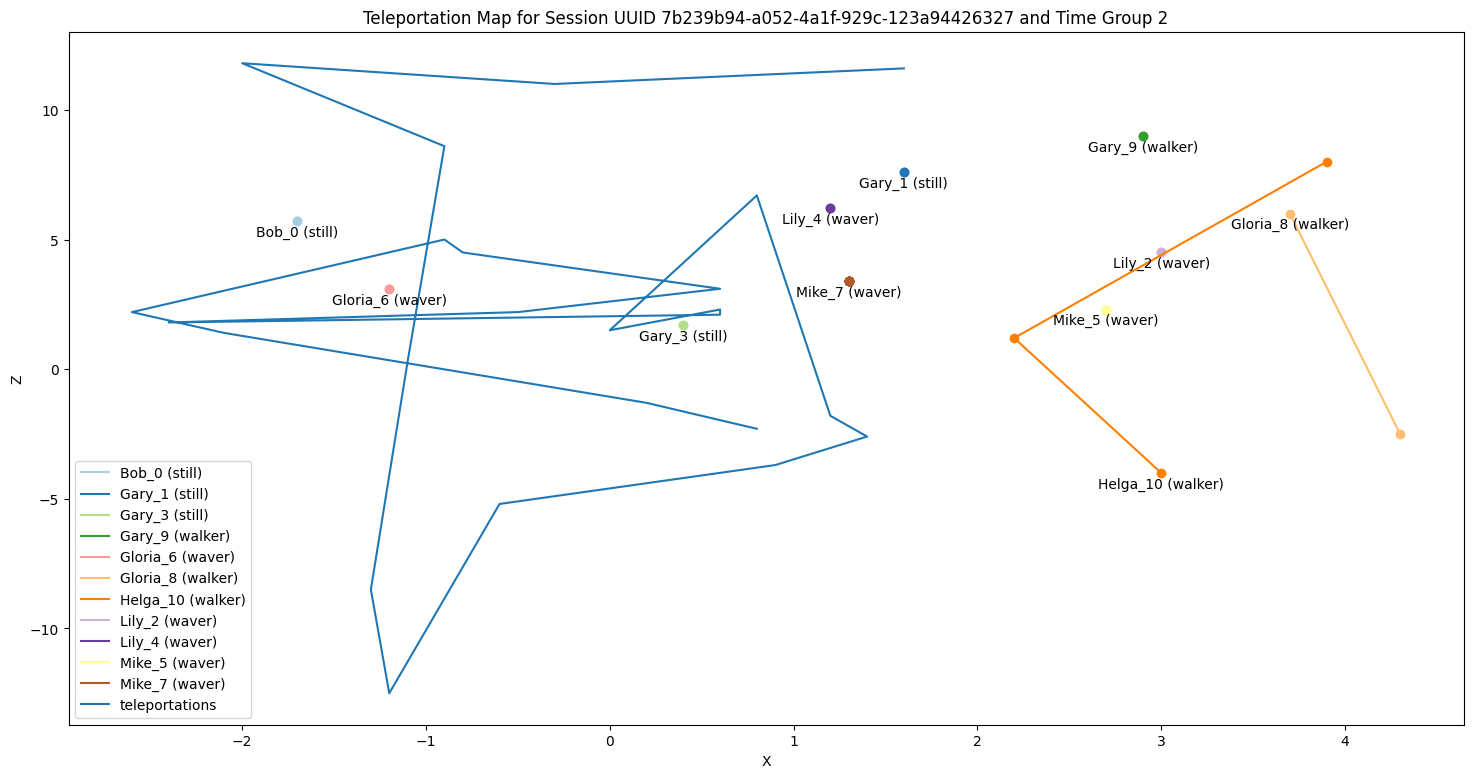 Teleportation Map for Session UUID 7b239b94-a052-4a1f-929c-123a94426327 and Time Group 2
Z
10
5
0
−5
−10
Gary_9 (walker)
Gary_1 (still)
Lily_4 (waver)
Gloria_8 (walker)
Bob_0 (still)
Lily_2 (waver)
Gloria_6 (waver)
Mike_7 (waver)
Mike_5 (waver)
Gary_3 (still)
Helga_10 (walker)
Bob_0 (still)
Gary_1 (still)
Gary_3 (still)
Gary_9 (walker)
Gloria_6 (waver)
Gloria_8 (walker)
Helga_10 (walker)
Lily_2 (waver)
Lily_4 (waver)
Mike_5 (waver)
Mike_7 (waver)
teleportations
−2 −1 0 1 2 3 4
X